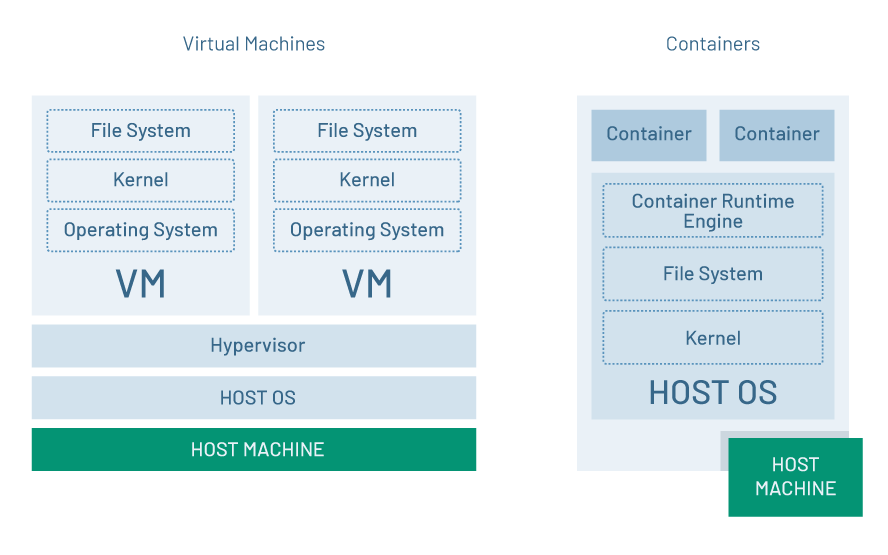 Virtual Machines
File System
Kernel
Operating System
VM
File System
Kernel
Operating System
VM
Hypervisor
HOST OS
HOST MACHINE
Containers
Container
Container
Container Runtime
Engine
File System
Kernel
HOST OS
HOST
MACHINE